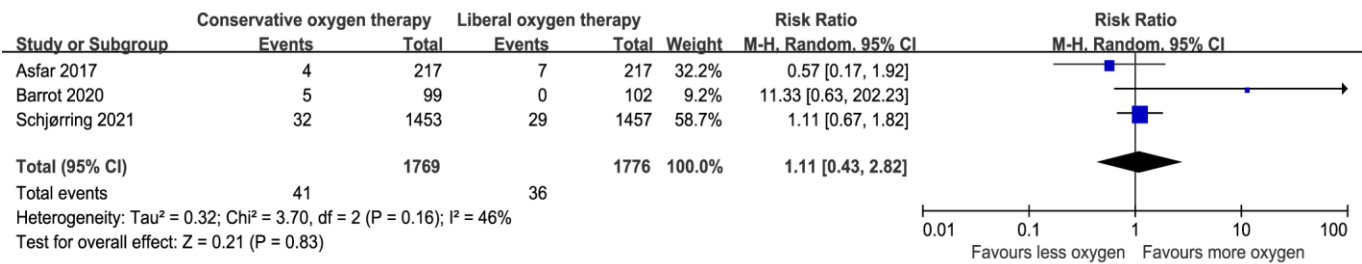 Conservative oxygen therapy Liberal oxygen therapy Risk Ratio Risk Ratio
Study or Subgroup Events Total Events Total Weight M-H, Random, 95% CI M-H, Random, 95% CI
Asfar 2017 4 217 7 217 32.2% 0.57 [0.17, 1.92]
Barrot 2020 5 99 0 102 9.2% 11.33 [0.63, 202.23]
Schjørring 2021 32 1453 29 1457 58.7% 1.11 [0.67, 1.82]
Total (95% CI) 1769 1776 100.0% 1.11 [0.43, 2.82]
Total events 41 36
Heterogeneity: Tau² = 0.32; Chi² = 3.70, df = 2 (P = 0.16); I² = 46%
Test for overall effect: Z = 0.21 (P = 0.83)
0.01 0.1 1 10 100
Favours less oxygen Favours more oxygen